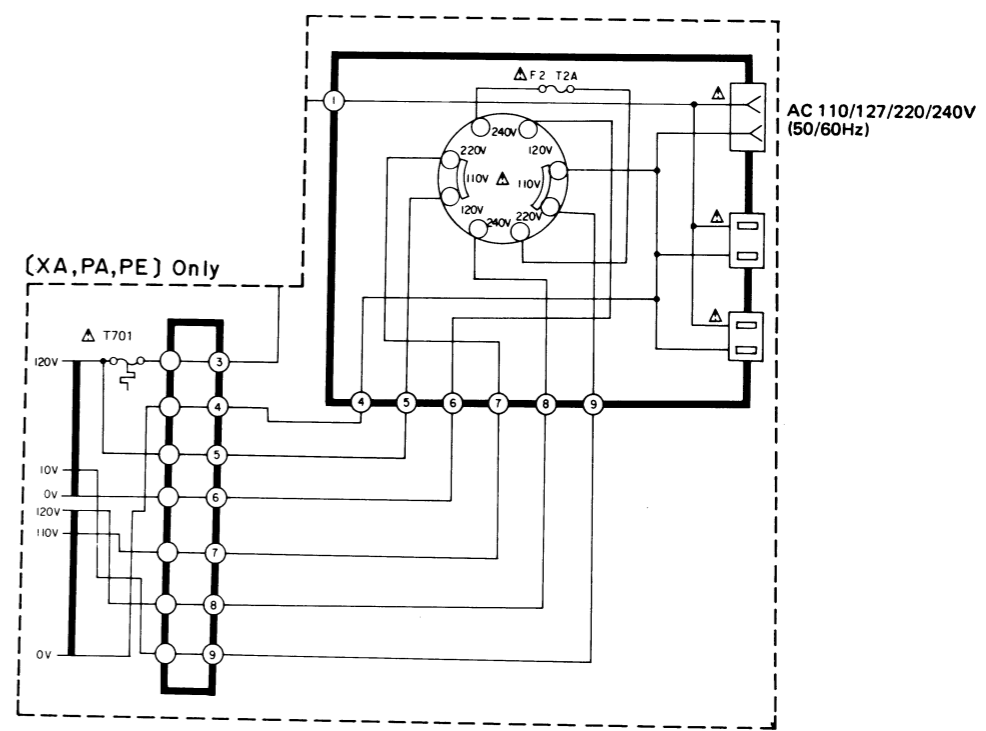 F2 T2A
1
AC 110/127/220/240V
(50/60Hz)
240V
220V
120V
110V
110V
120V
240V
220V
(XA,PA,PE) Only
T701
120V
3
4
5
6
7
8
9
4
5
10V
6
0V
120V
110V
7
8
0V
9